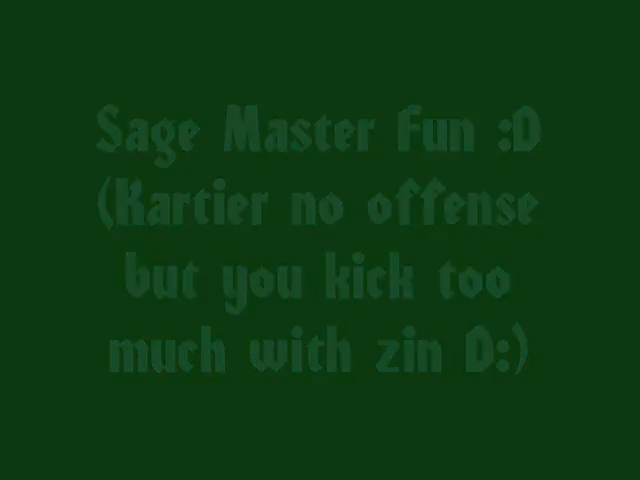 Sage Master Fun :D
(Kartier no offense
but you kick too
much with zin D:)